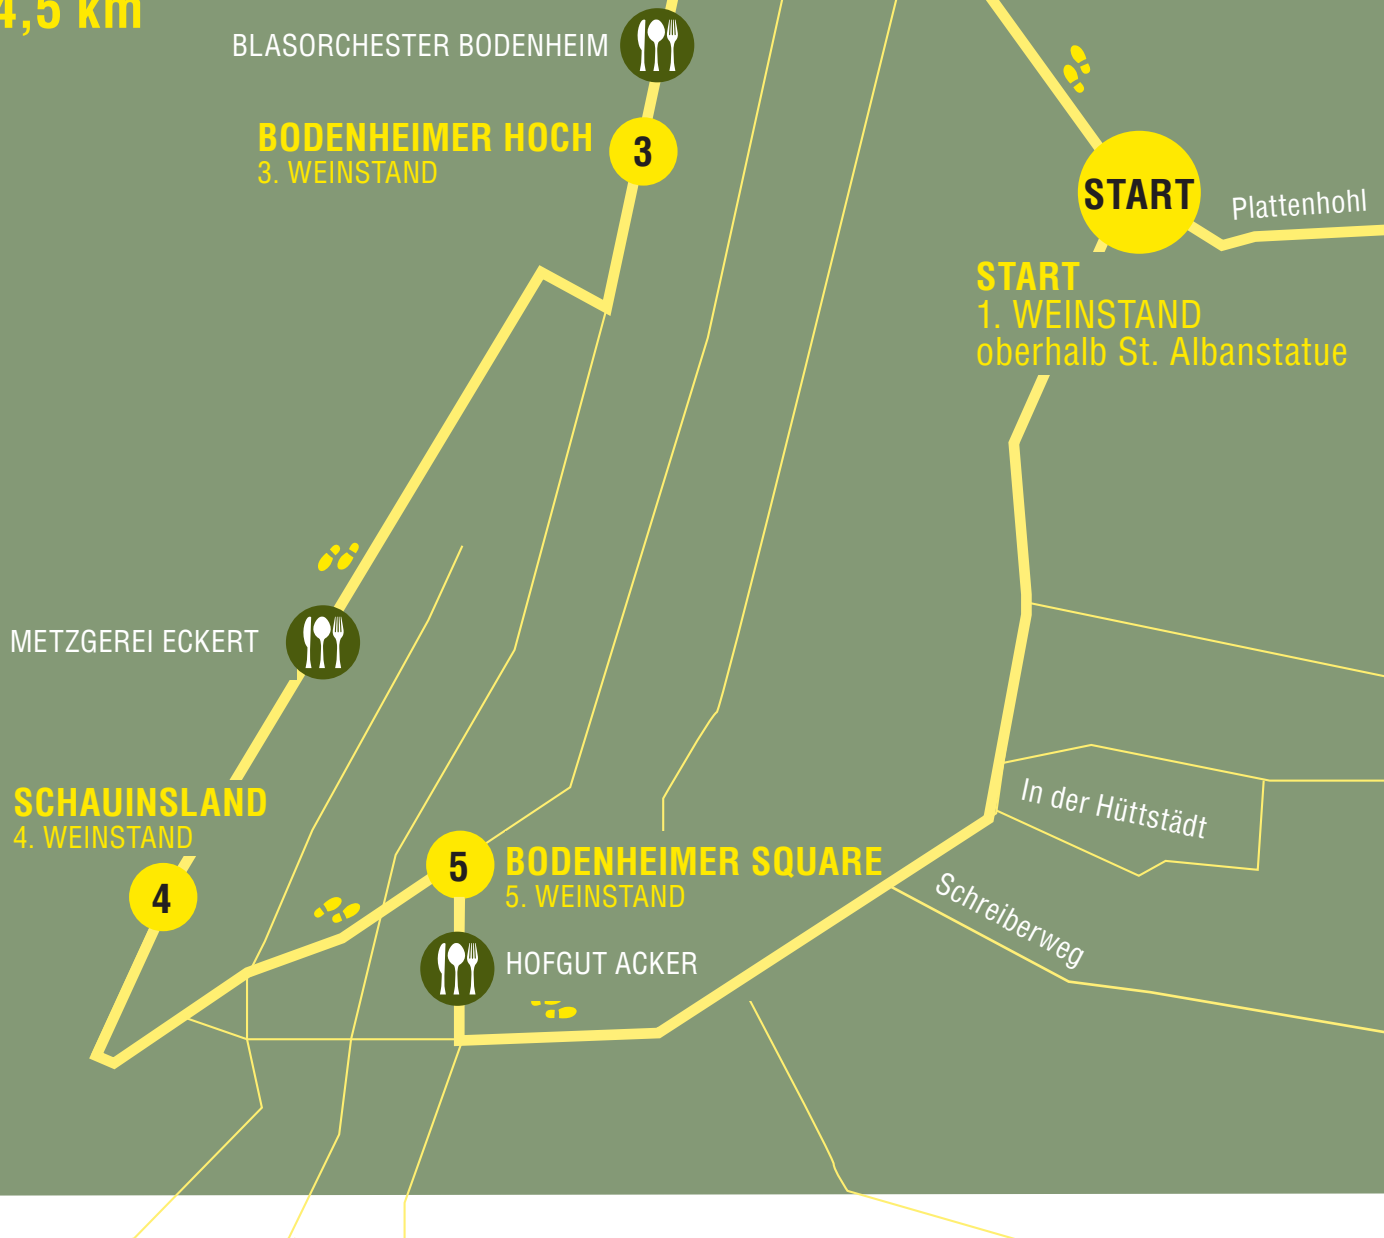 4,5 km
BLASORCHESTER BODENHEIM
BODENHEIMER HOCH
3. WEINSTAND
3
START
Plattenhohl
START
1. WEINSTAND
oberhalb St. Albanstatue
METZGEREI ECKERT
SCHAUINSLAND
4. WEINSTAND
4
5
BODENHEIMER SQUARE
5. WEINSTAND
HOFGUT ACKER
In der Hüttstädt
Schreiberweg